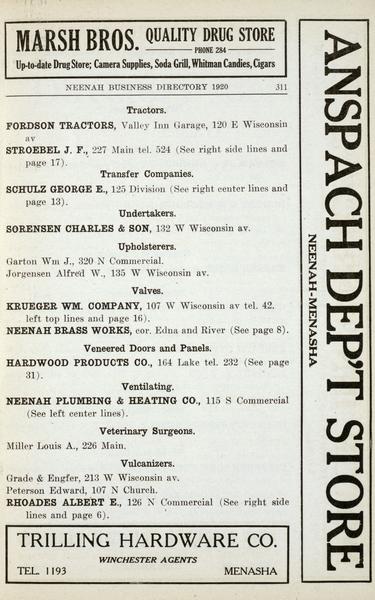 MARSH BROS. QUALITY DRUG STORE
PHONE 284
Up-to-date Drug Store; Camera Supplies, Soda Grill, Whitman Candies, Cigars
NEENAH BUSINESS DIRECTORY 1920 311
Tractors.
FORDSON TRACTORS, Valley Inn Garage, 120 E Wisconsin
av
STROEBEL J. F., 227 Main tel. 524 (See right side lines and
page 17).
Transfer Companies.
SCHULZ GEORGE E., 125 Division (See right center lines and
page 13).
Undertakers.
SORENSEN CHARLES & SON, 132 W Wisconsin av.
Upholsterers.
Garton Wm J., 320 N Commercial.
Jorgensen Alfred W., 135 W Wisconsin av.
Valves.
KRUEGER WM. COMPANY, 107 W Wisconsin av tel. 42.
left top lines and page 16).
NEENAH BRASS WORKS, cor. Edna and River (See page 8).
Veneered Doors and Panels.
HARDWOOD PRODUCTS CO., 164 Lake tel. 232 (See page
31).
Ventilating.
NEENAH PLUMBING & HEATING CO., 115 S Commercial
(See left center lines).
Veterinary Surgeons.
Miller Louis A., 226 Main.
Vulcanizers.
Grade & Engfer, 213 W Wisconsin av.
Peterson Edward, 107 N Church.
RHOADES ALBERT E., 126 N Commercial (See right side
lines and page 6).
TRILLING HARDWARE CO.
WINCHESTER AGENTS
TEL. 1193 MENASHA
ANSPACH DEP'T STORE
NEENAH-MENASHA